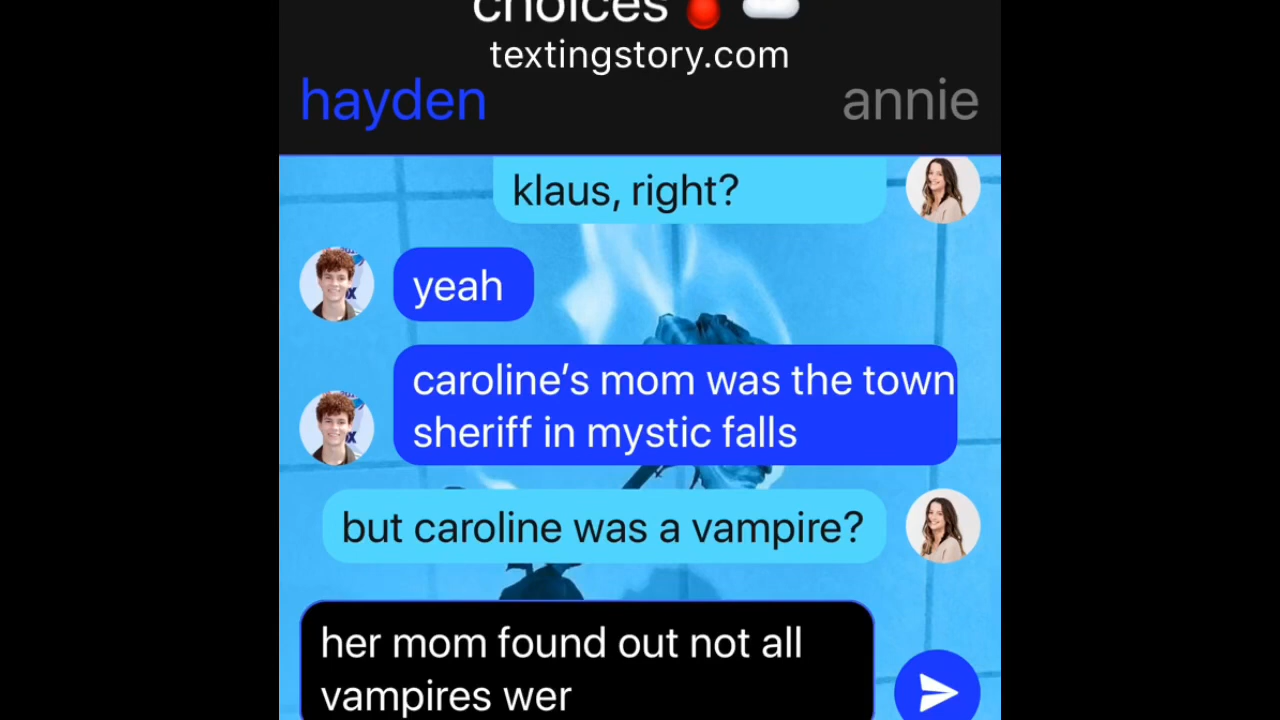 choices
textingstory.com
hayden
annie
klaus, right?
yeah
caroline’s mom was the town
sheriff in mystic falls
but caroline was a vampire?
her mom found out not all
vampires wer